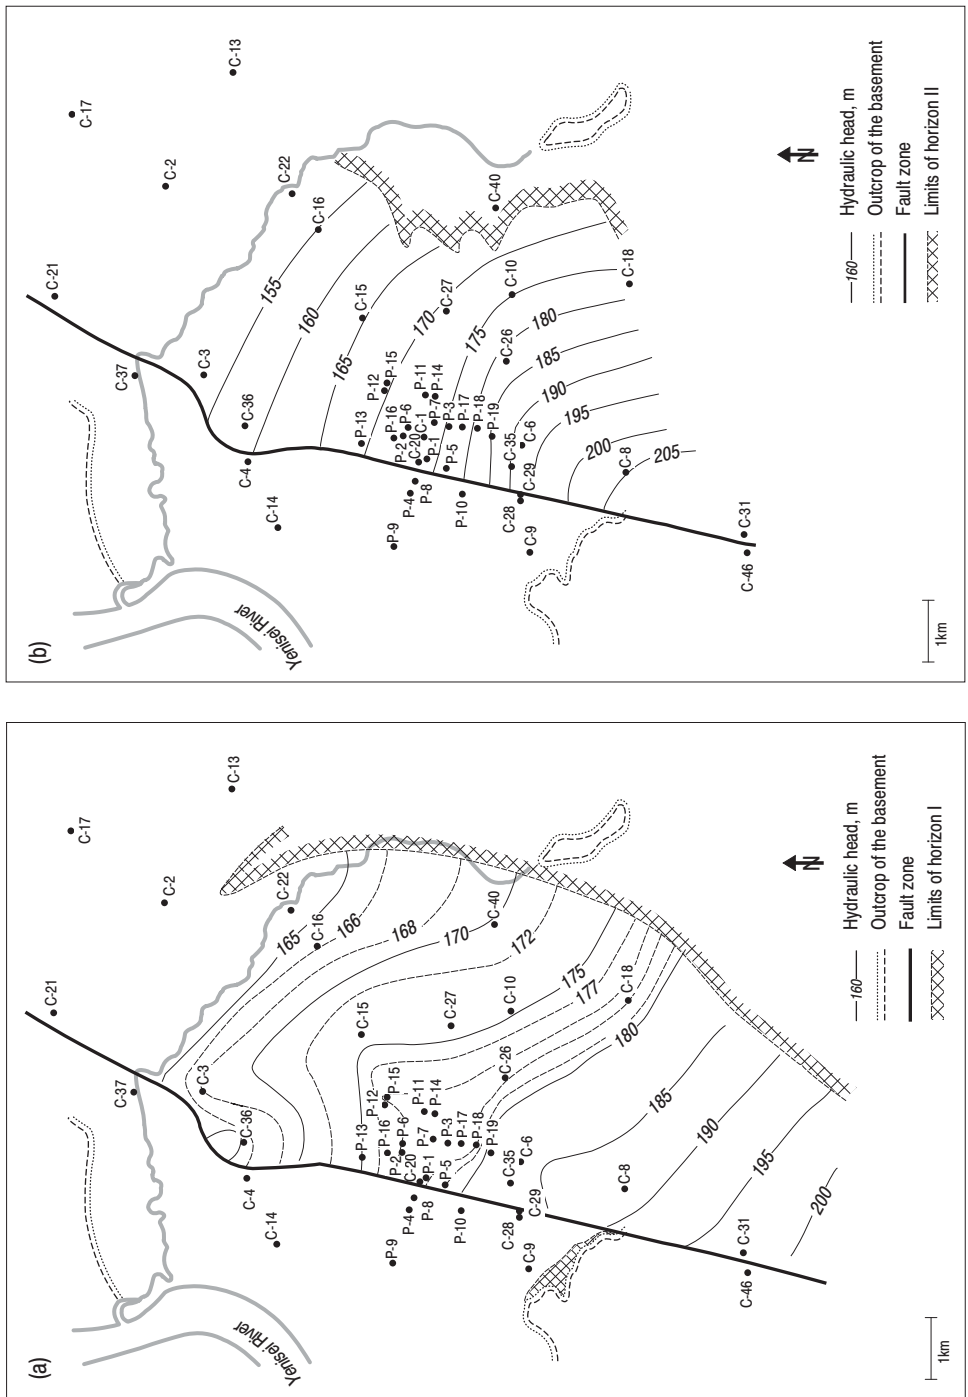 (b)
C-17
C-13
C-21
C-2
C-22
C-37
C-3
C-16
C-36
C-4
C-14
155
160
C-15
165
C-40
P-13
P-12
P-15
170
C-27
C-10
C-18
P-16
P-6
P-11
P-14
175
C-26
180
P-2
C-1
P-7
P-3
P-17
P-18
P-19
185
C-20
P-1
P-5
C-35
C-6
190
195
P-9
P-4
P-8
P-10
C-28
C-29
C-9
200
205
C-8
C-31
C-46
Yenisei River
N
160
Hydraulic head, m
Outcrop of the basement
Fault zone
Limits of horizon II
1km
(a)
C-17
C-13
C-21
C-2
C-22
C-37
C-3
C-16
C-36
C-4
C-14
165
166
168
170
C-40
172
C-15
C-27
C-10
175
177
C-18
180
P-13
P-12
P-15
P-16
P-6
P-11
P-14
C-26
P-2
P-7
P-3
P-17
P-18
P-19
C-20
P-1
P-5
C-35
C-6
185
190
195
200
P-9
P-4
P-8
P-10
C-28
C-29
C-9
C-8
C-31
C-46
Yenisei River
N
160
Hydraulic head, m
Outcrop of the basement
Fault zone
Limits of horizon I
1km